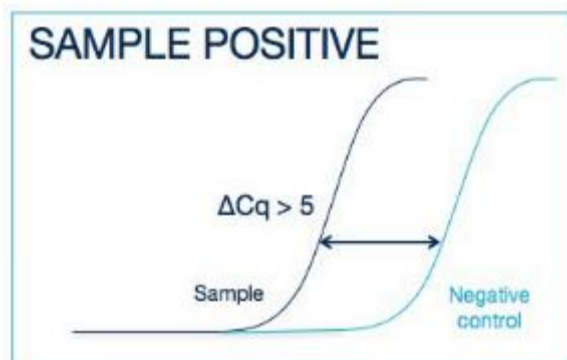 SAMPLE POSITIVE
ΔCq > 5
Sample
Negative
control